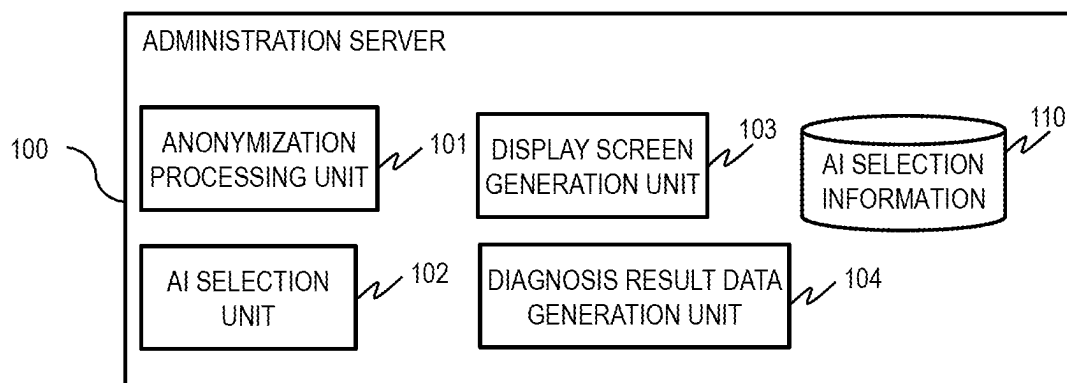 ADMINISTRATION SERVER
100
ANONYMIZATION
PROCESSING UNIT
101
DISPLAY SCREEN
GENERATION UNIT
103
AI SELECTION
INFORMATION
110
AI SELECTION
UNIT
102
DIAGNOSIS RESULT DATA
GENERATION UNIT
104